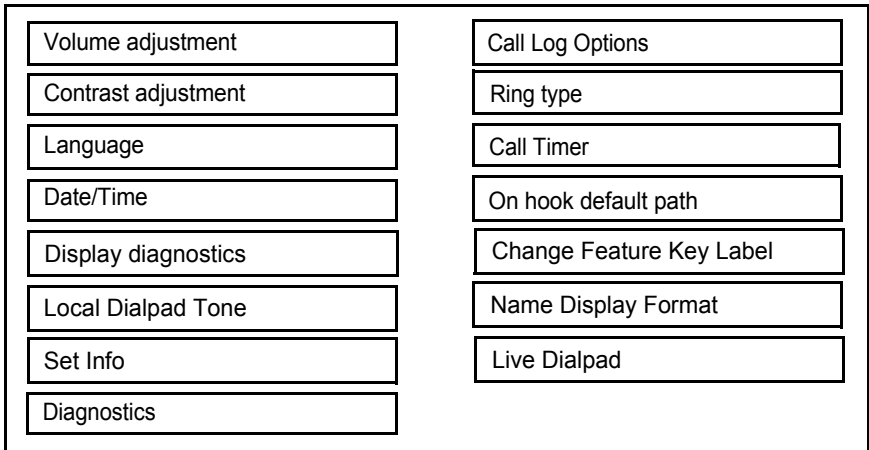 Volume adjustment
Contrast adjustment
Language
Date/Time
Display diagnostics
Local Dialpad Tone
Set Info
Diagnostics
Call Log Options
Ring type
Call Timer
On hook default path
Change Feature Key Label
Name Display Format
Live Dialpad